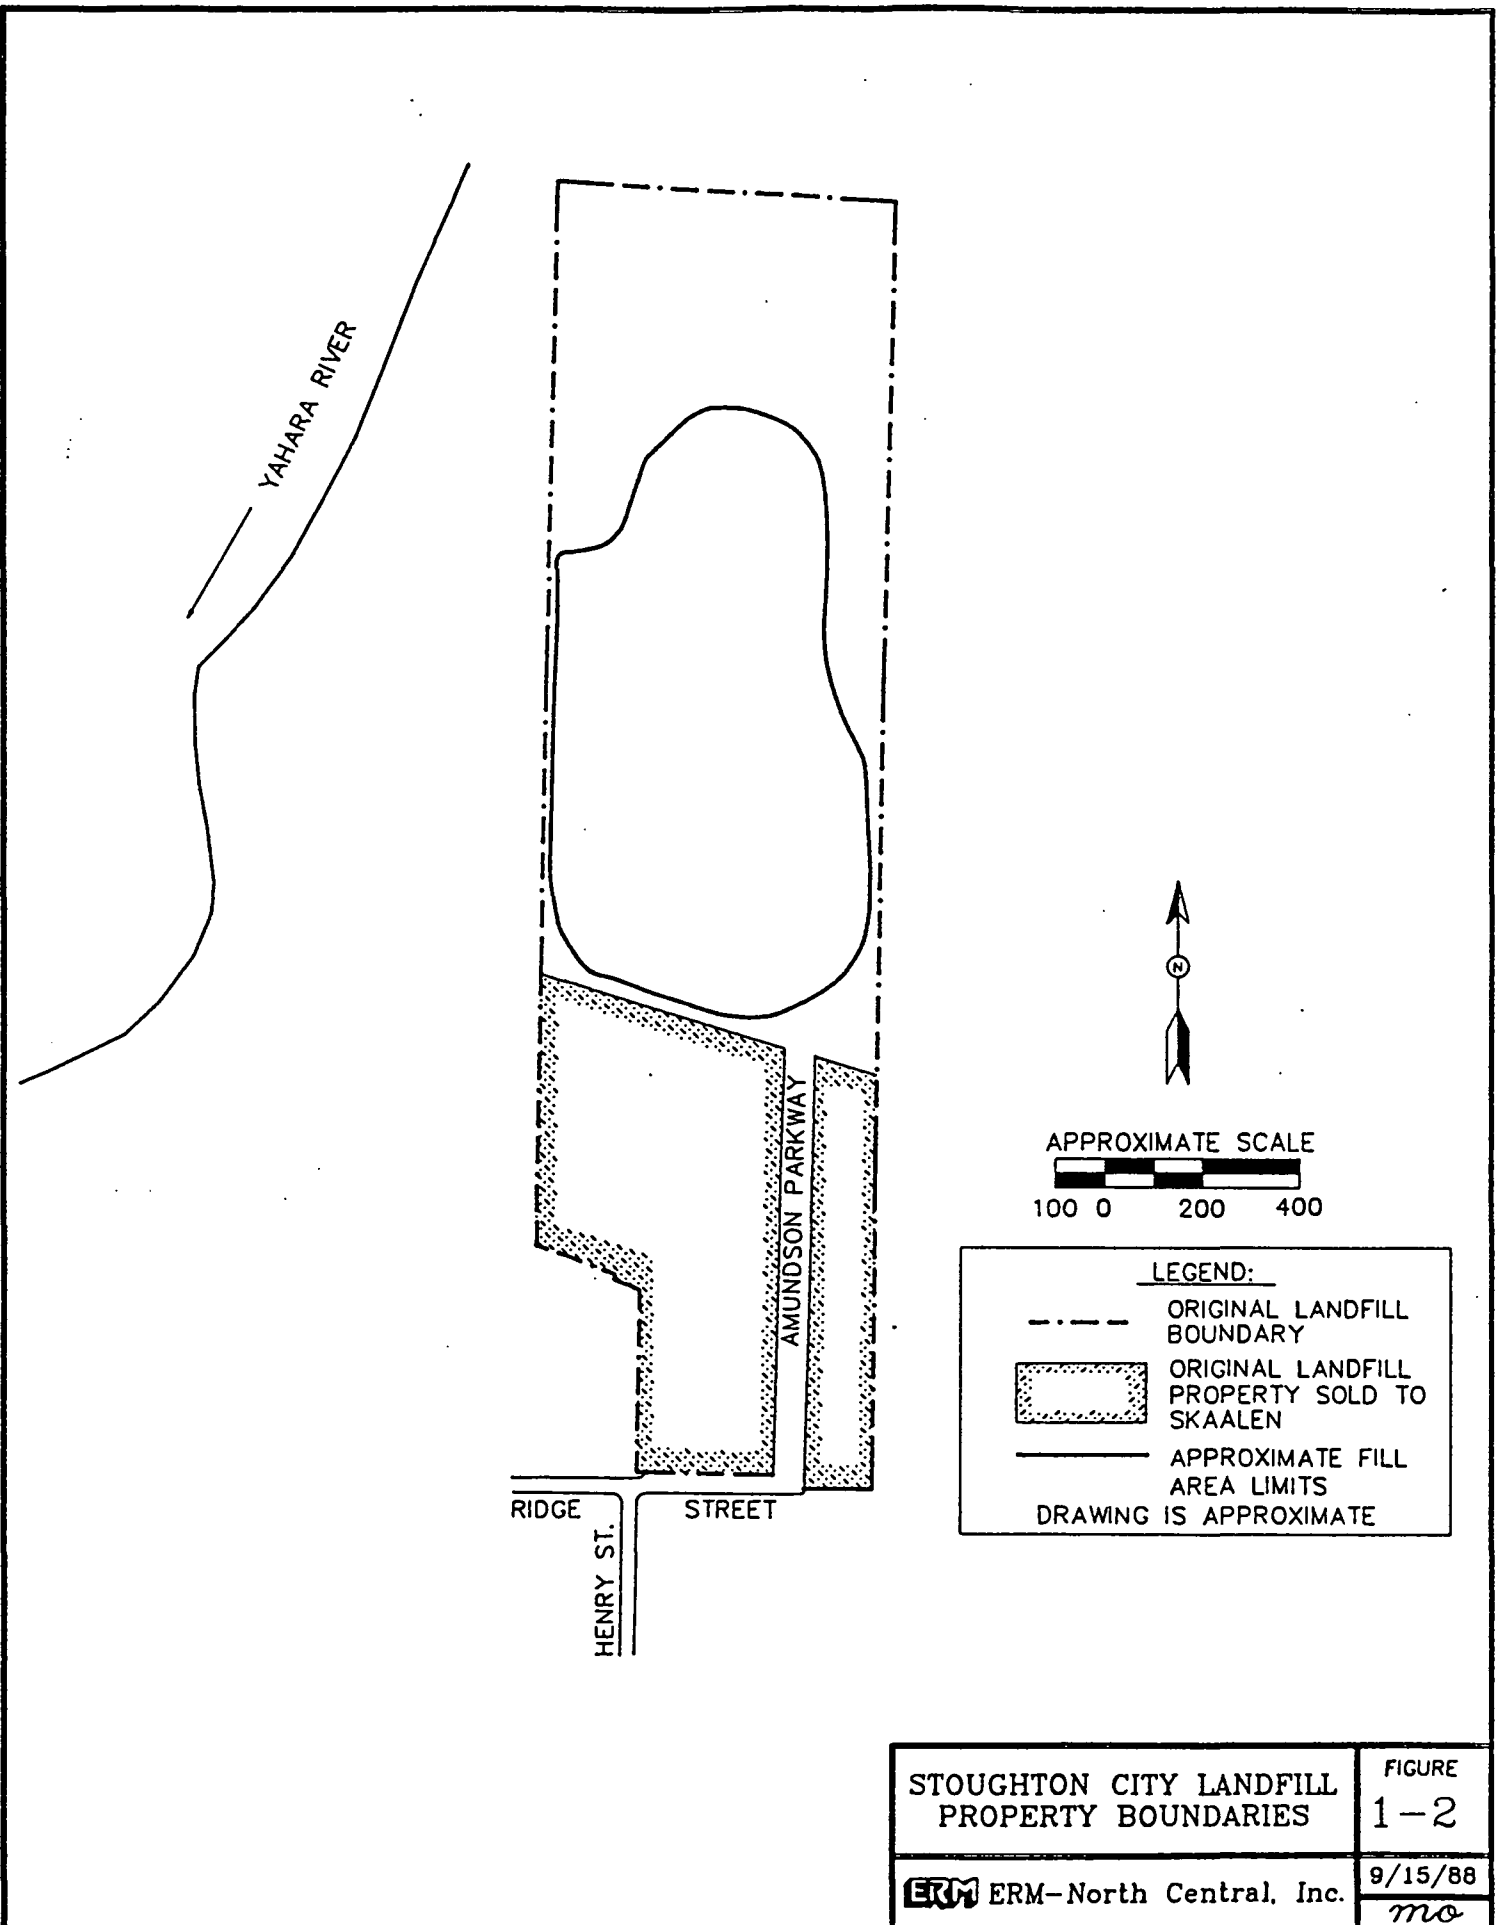 YAHARA RIVER
AMUNDSON PARKWAY
RIDGE STREET
HENRY ST.
N
APPROXIMATE SCALE
100 0 200 400
LEGEND:
ORIGINAL LANDFILL
BOUNDARY
ORIGINAL LANDFILL
PROPERTY SOLD TO
SKAALEN
APPROXIMATE FILL
AREA LIMITS
DRAWING IS APPROXIMATE
STOUGHTON CITY LANDFILL
PROPERTY BOUNDARIES
FIGURE
1-2
ERM ERM-North Central, Inc.
9/15/88
mo